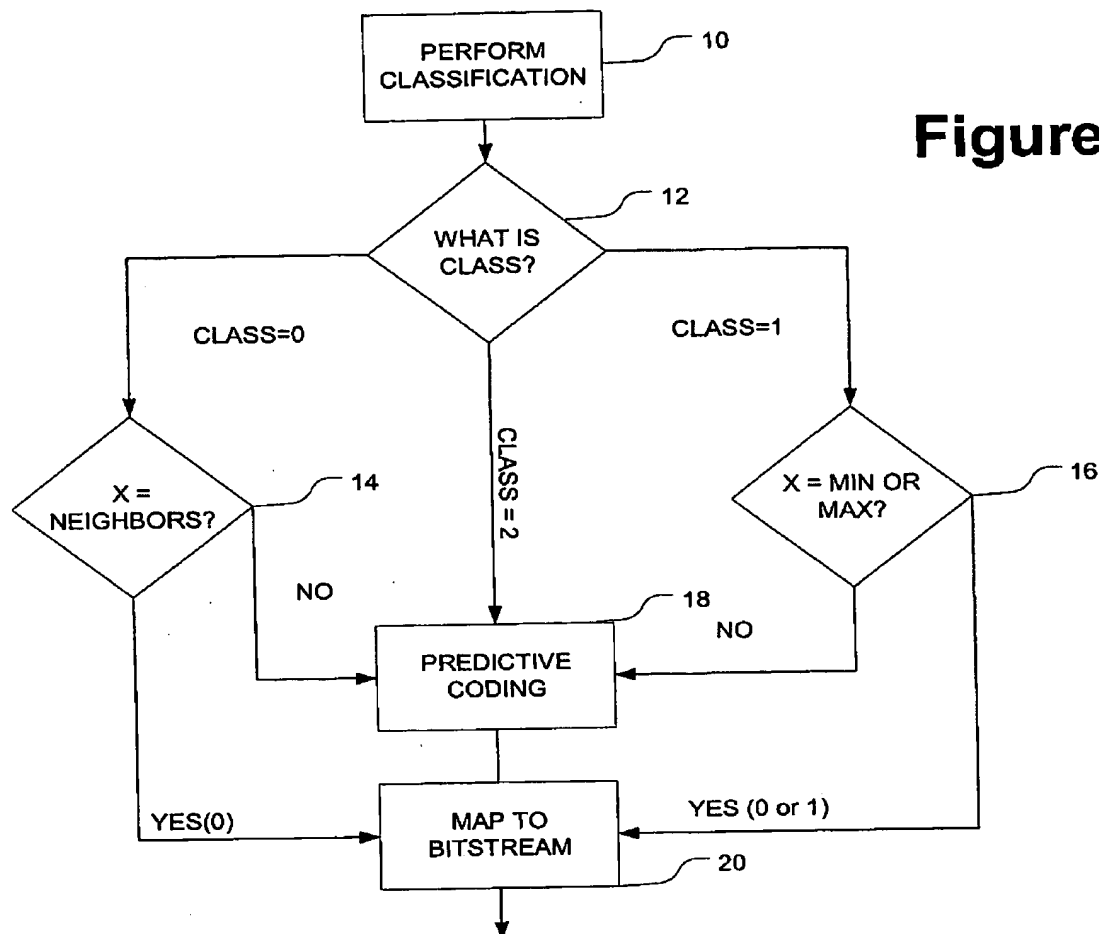 PERFORM
CLASSIFICATION
10
Figure
WHAT IS
CLASS?
12
CLASS=0
CLASS=1
CLASS = 2
X =
NEIGHBORS?
14
X = MIN OR
MAX?
16
NO
NO
PREDICTIVE
CODING
18
YES(0)
YES (0 or 1)
MAP TO
BITSTREAM
20